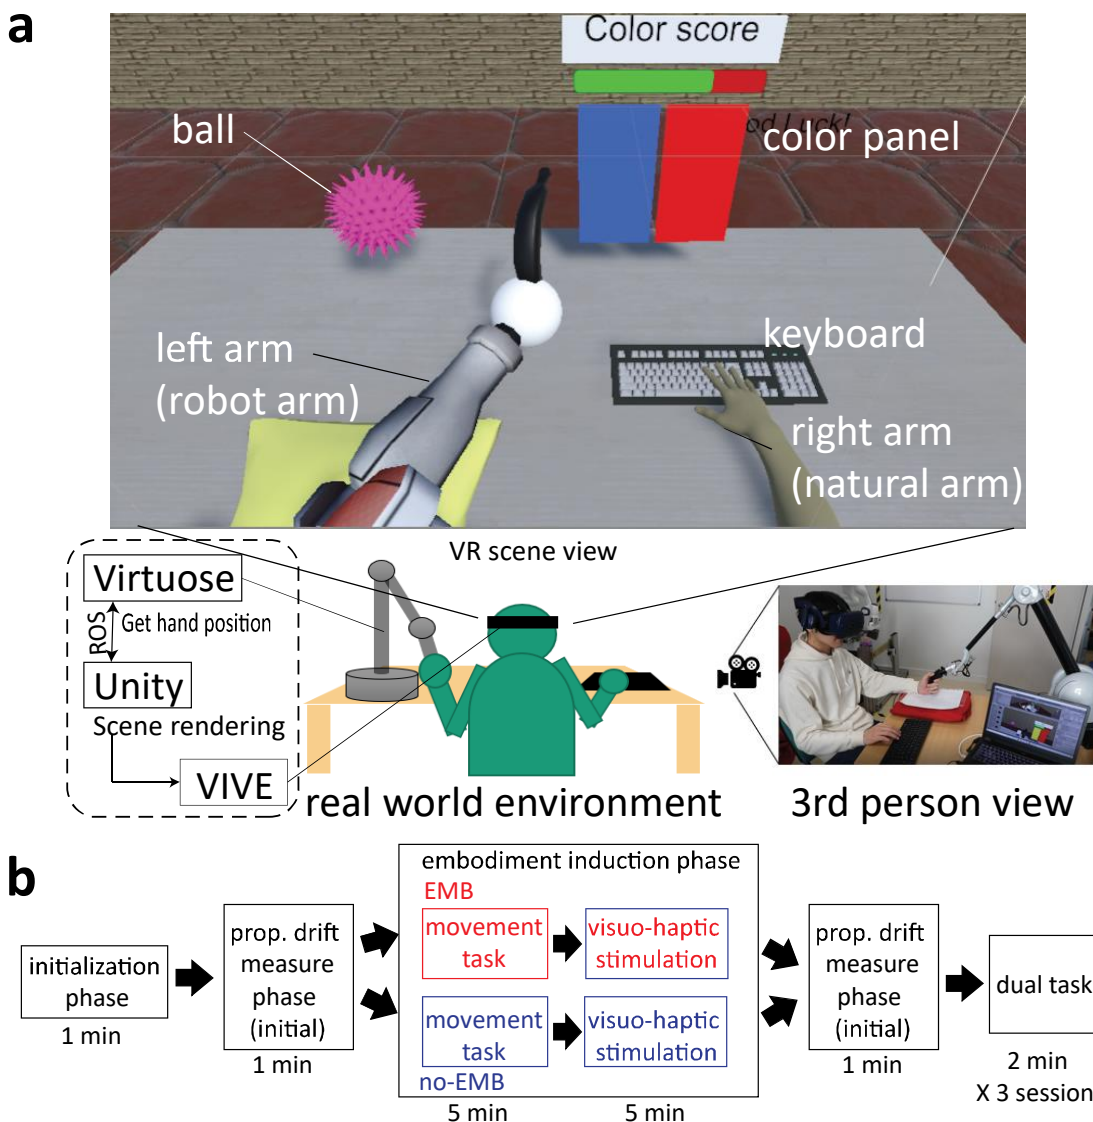 a
Color score
od Luck!
ball
color panel
left arm
(robot arm)
keyboard
right arm
(natural arm)
VR scene view
Virtuose
ROS
Get hand position
Unity
Scene rendering
VIVE
real world environment
3rd person view
b
initialization
phase
1 min
prop. drift
measure
phase
(initial)
1 min
embodiment induction phase
EMB
movement
task
visuo-haptic
stimulation
movement
task
visuo-haptic
stimulation
no-EMB
5 min
5 min
prop. drift
measure
phase
(initial)
1 min
dual task
2 min
X 3 session